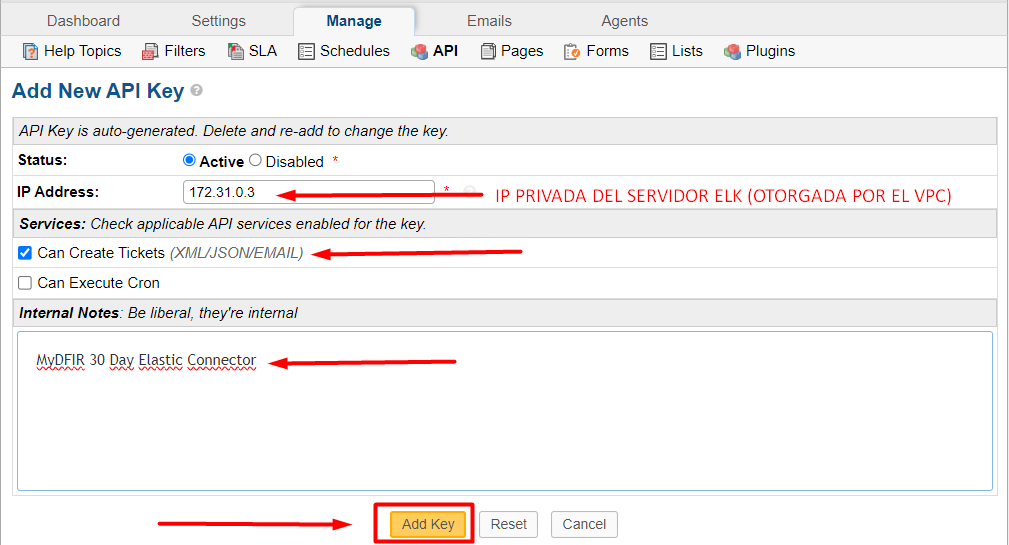 Dashboard Settings Manage Emails Agents
Help Topics Filters SLA Schedules API Pages Forms Lists Plugins
Add New API Key ?
API Key is auto-generated. Delete and re-add to change the key.
Status: Active Disabled *
IP Address: 172.31.0.3 * IP PRIVADA DEL SERVIDOR ELK (OTORGADA POR EL VPC)
Services: Check applicable API services enabled for the key.
Can Create Tickets (XML/JSON/EMAIL)
Can Execute Cron
Internal Notes: Be liberal, they're internal
MyDFIR 30 Day Elastic Connector
Add Key Reset Cancel